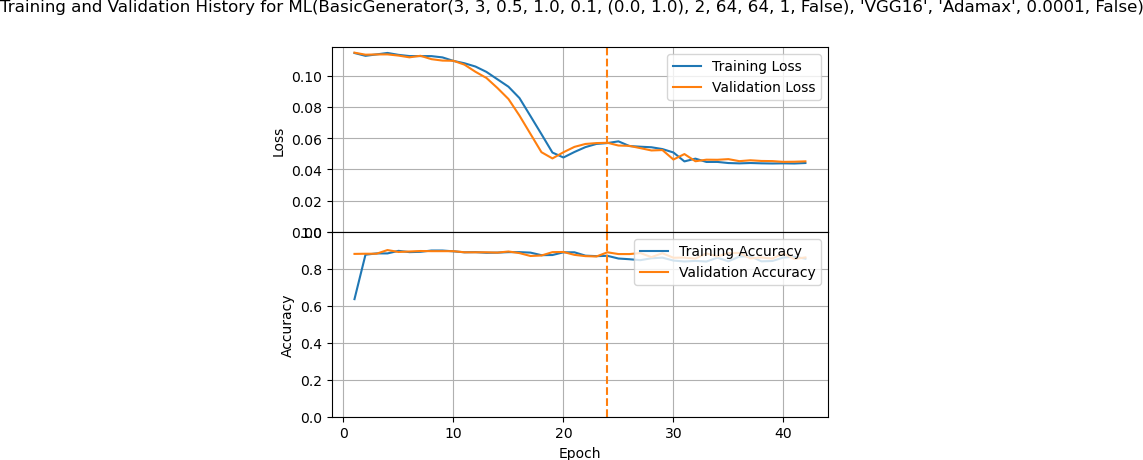 Training and Validation History for ML(BasicGenerator(3, 3, 0.5, 1.0, 0.1, (0.0, 1.0), 2, 64, 64, 1, False), 'VGG16', 'Adamax', 0.0001, False)
Training Loss
Validation Loss
Loss
0.10
0.08
0.06
0.04
0.02
0.00
1.0
Training Accuracy
Validation Accuracy
Accuracy
0.8
0.6
0.4
0.2
0.0
0 10 20 30 40
Epoch